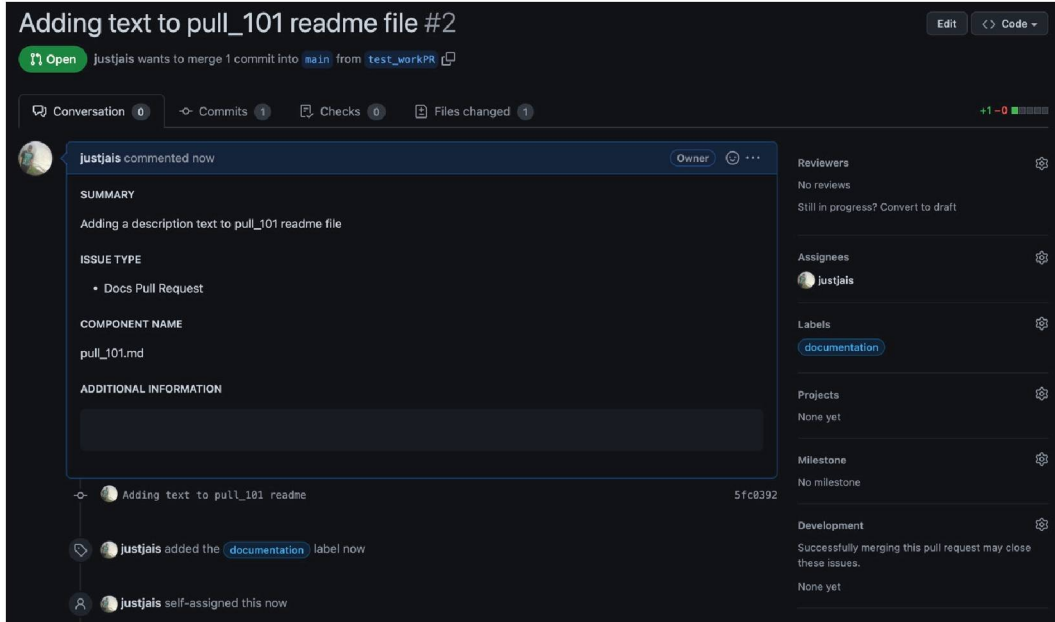 Adding text to pull_101 readme file #2
Edit
<> Code
Open
justjais wants to merge 1 commit into main from test_workPR
Conversation 0
Commits 1
Checks 0
Files changed 1
+1 −0
justjais commented now
Owner
SUMMARY
Adding a description text to pull_101 readme file
ISSUE TYPE
• Docs Pull Request
COMPONENT NAME
pull_101.md
ADDITIONAL INFORMATION
Adding text to pull_101 readme
5fc0392
justjais added the documentation label now
justjais self-assigned this now
Reviewers
No reviews
Still in progress? Convert to draft
Assignees
justjais
Labels
documentation
Projects
None yet
Milestone
No milestone
Development
Successfully merging this pull request may close
these issues.
None yet